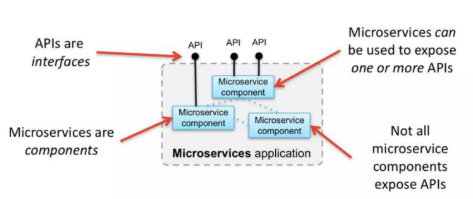 APIs are
interfaces
API
API
API
Microservices can
be used to expose
one or more APIs
Microservice
component
Microservice
component
Microservice
component
Microservices are
components
Not all
microservice
components
expose APIs
Microservices application